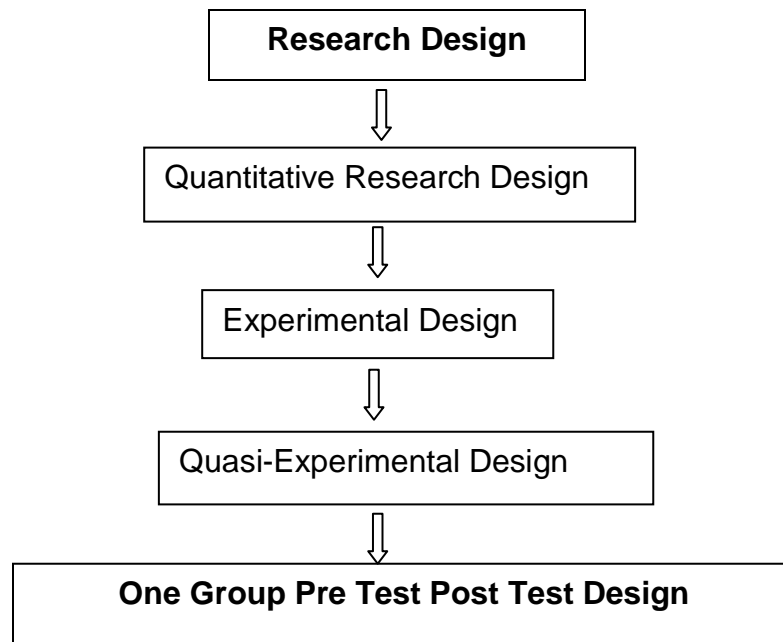 Research Design
Quantitative Research Design
Experimental Design
Quasi-Experimental Design
One Group Pre Test Post Test Design